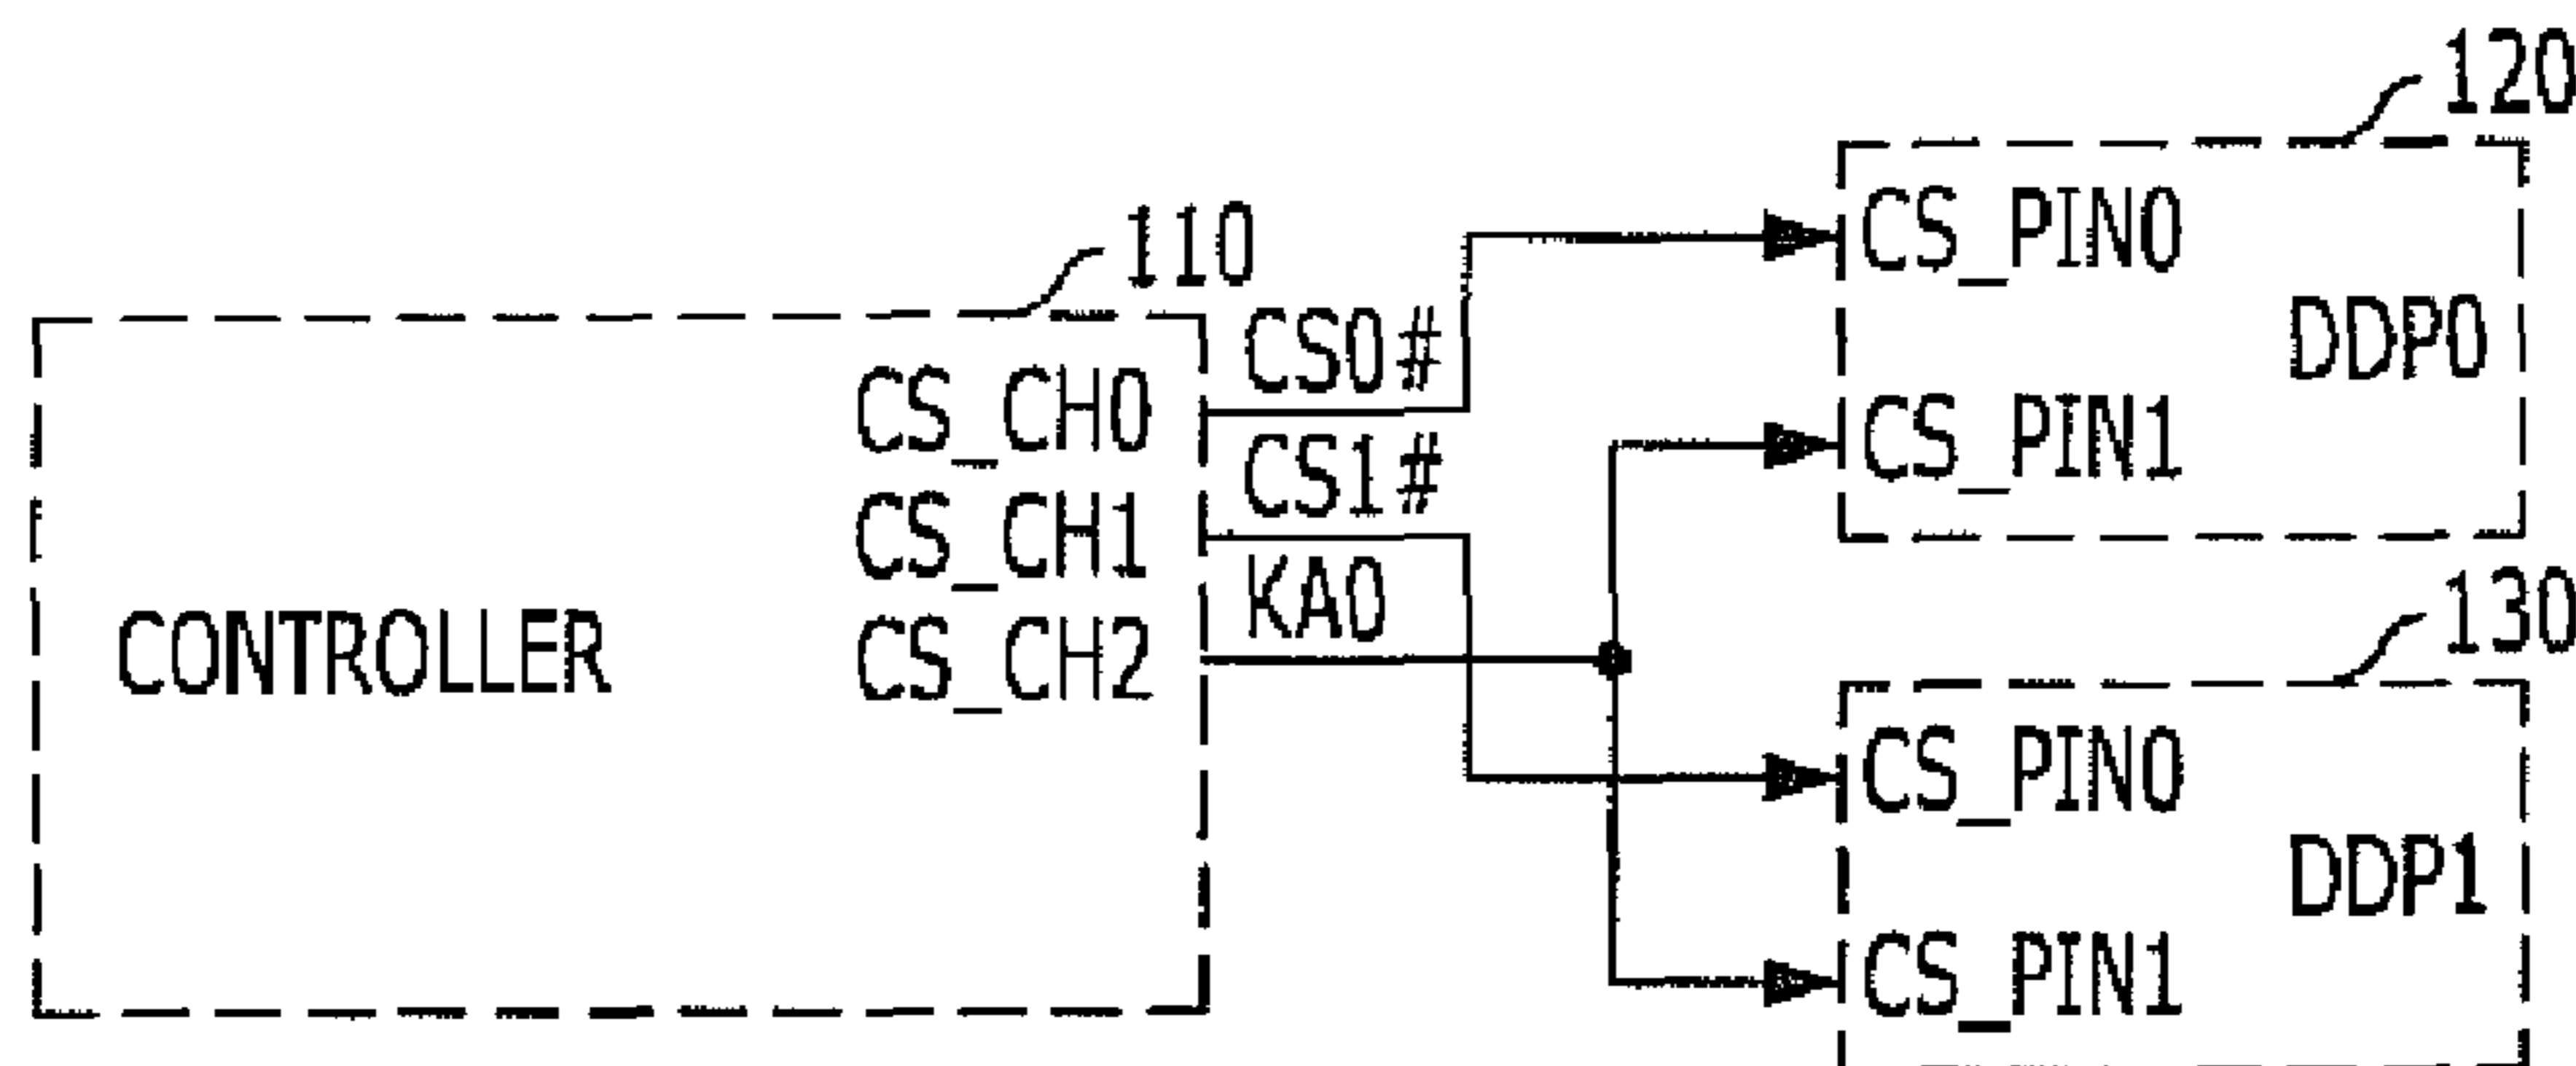 120
CS_PIN0
DDP0
CS_PIN1
110
CS0#
CS_CH0
CS1#
CS_CH1
KA0
CS_CH2
CONTROLLER
130
CS_PIN0
DDP1
CS_PIN1